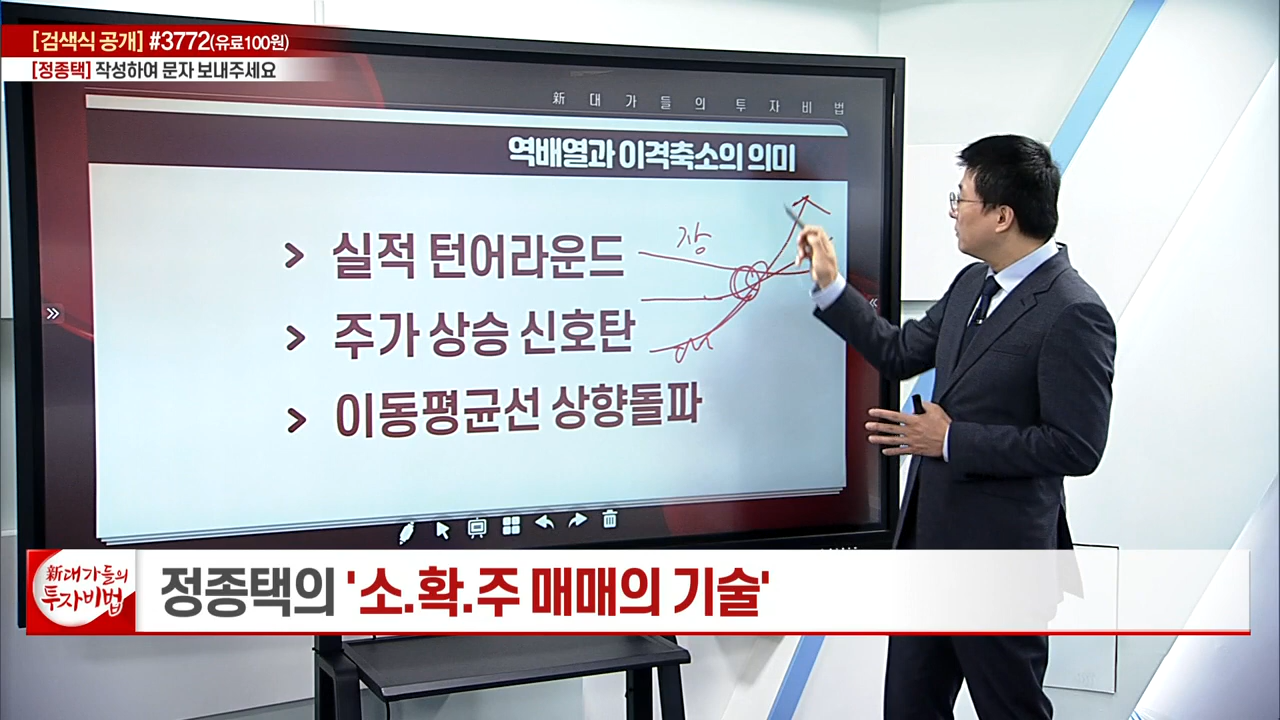 [검색식 공개] #3772(유료100원)
[정종택] 작성하여 문자 보내주세요
新 대 가 들 의 투 자 비 법
역배열과 이격축소의 의미
> 실적 턴어라운드
장
> 주가 상승 신호탄
> 이동평균선 상향돌파
新대가들의
투자비법
정종택의 '소.확.주 매매의 기술'